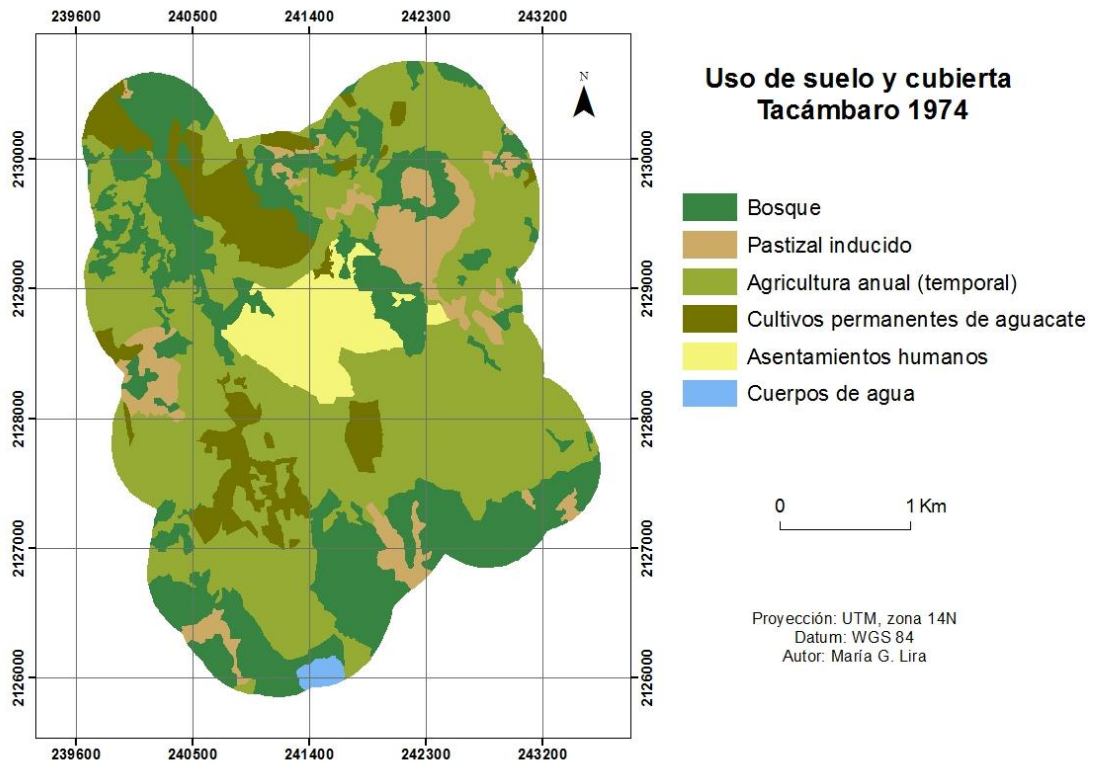 239600 240500 241400 242300 243200
N
Uso de suelo y cubierta
Tacámbaro 1974
2130000 2130000
Bosque
Pastizal inducido
Agricultura anual (temporal)
2129000 2129000
Cultivos permanentes de aguacate
Asentamientos humanos
Cuerpos de agua
2128000 2128000
0 1 Km
2127000 2127000
Proyección: UTM, zona 14N
Datum: WGS 84
Autor: María G. Lira
2126000 2126000
239600 240500 241400 242300 243200